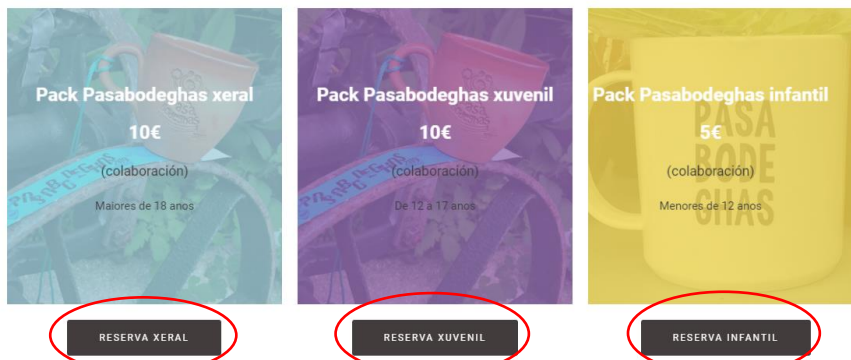 Pack Pasabodeghas xeral
10€
(colaboración)
Maiores de 18 anos
RESERVA XERAL
Pack Pasabodeghas xuvenil
10€
(colaboración)
De 12 a 17 anos
RESERVA XUVENIL
Pack Pasabodeghas infantil
5€
(colaboración)
Menores de 12 anos
PASA
BODE
GHAS
RESERVA INFANTIL